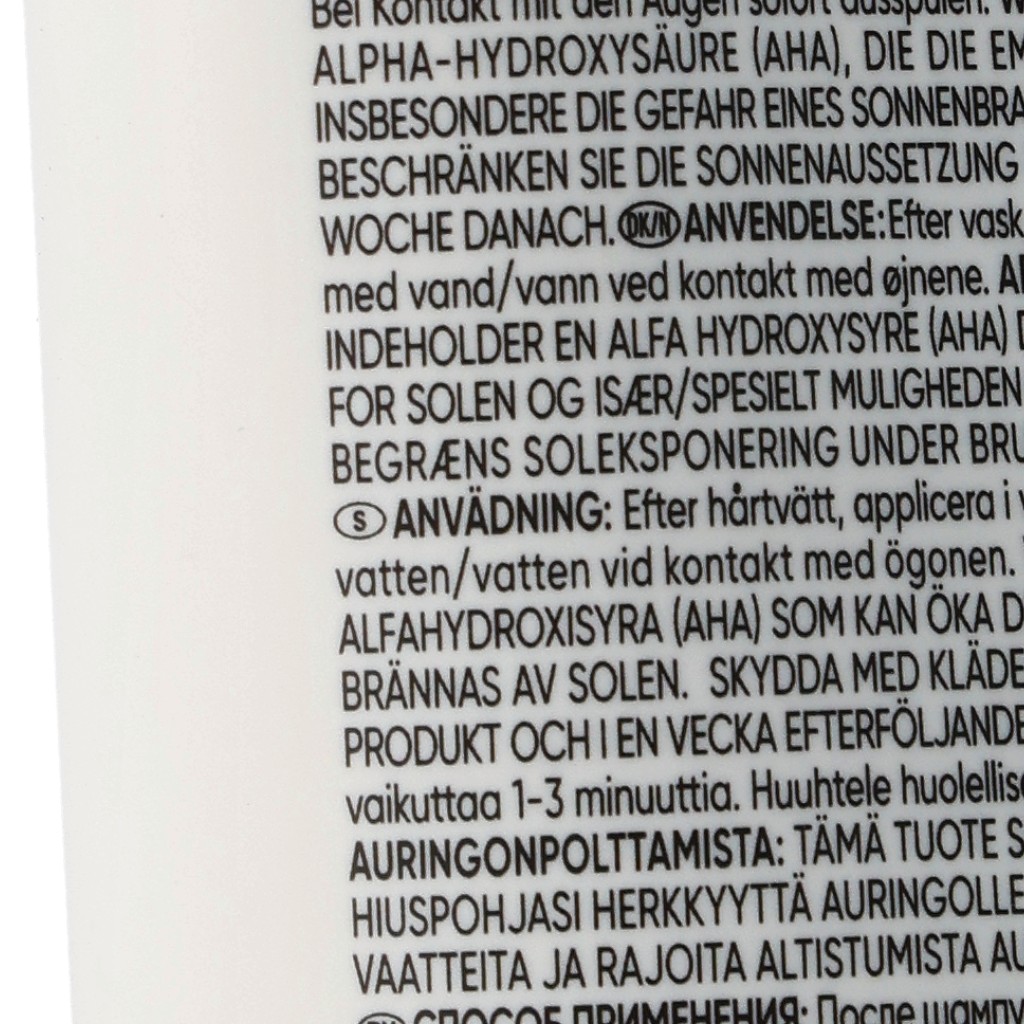 Bei Kontakt mit den Augen sofort ausspülen.
ALPHA-HYDROXYSÄURE (AHA), DIE DIE EM
INSBESONDERE DIE GEFAHR EINES SONNENBRA
BESCHRÄNKEN SIE DIE SONNENAUSSETZUNG
WOCHE DANACH. DK/N ANVENDELSE: Efter vask
med vand/vann ved kontakt med øjnene. A
INDEHOLDER EN ALFA HYDROXYSYRE (AHA) D
FOR SOLEN OG ISÆR/SPESIELT MULIGHEDEN
BEGRÆNS SOLEKSPONERING UNDER BRU
S ANVÄDNING: Efter hårtvätt, applicera i v
vatten/vatten vid kontakt med ögonen.
ALFAHYDROXISYRA (AHA) SOM KAN ÖKA D
BRÄNNAS AV SOLEN. SKYDDA MED KLÄDE
PRODUKT OCH I EN VECKA EFTERFÖLJANDE
vaikuttaa 1-3 minuuttia. Huuhtele huolellise
AURINGONPOLTTAMISTA: TÄMÄ TUOTE S
HIUSPOHJASI HERKKYYTTÄ AURINGOLLE
VAATTEITA JA RAJOITA ALTISTUMISTA AU
СПОСОБ ПРИМЕНЕНИЯ: После шампу